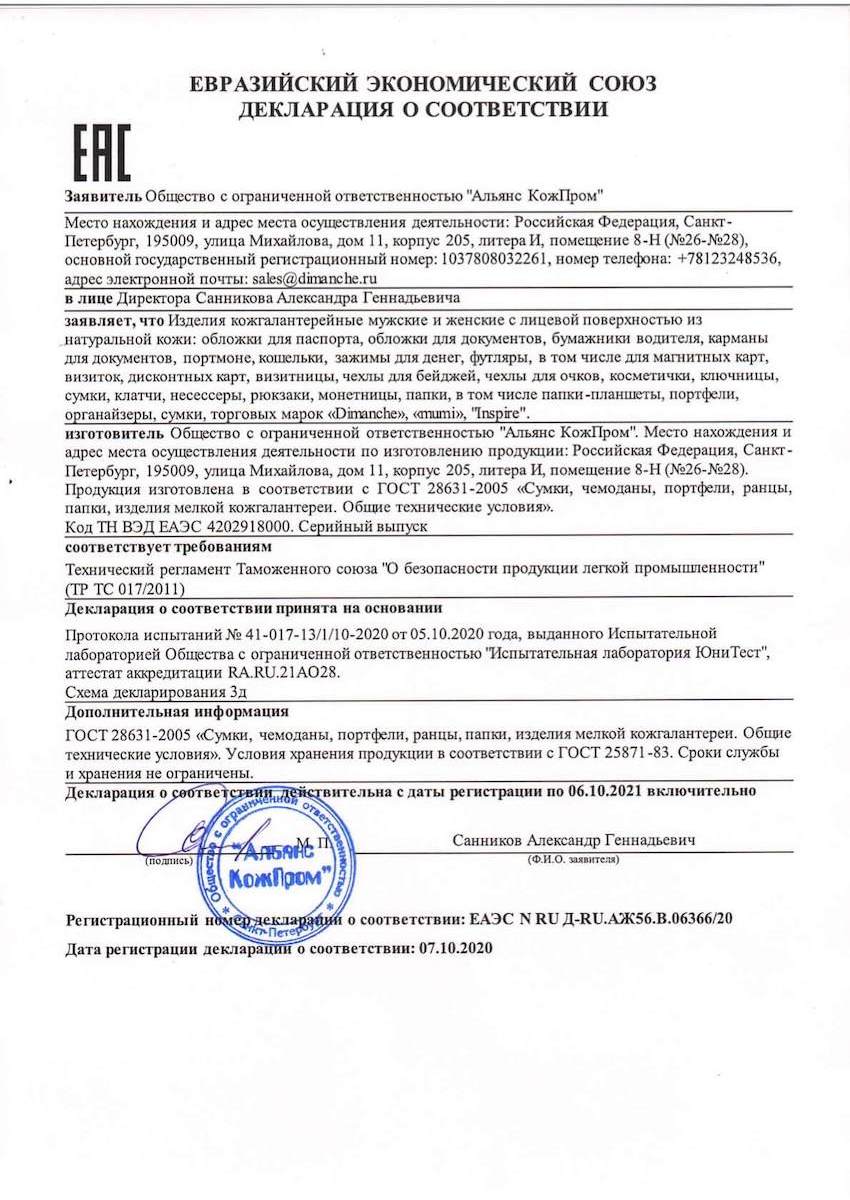 ЕВРАЗИЙСКИЙ ЭКОНОМИЧЕСКИЙ СОЮЗ
ДЕКЛАРАЦИЯ О СООТВЕТСТВИИ
ЕАС
Заявитель Общество с ограниченной ответственностью "Альянс КожПром"
Место нахождения и адрес места осуществления деятельности: Российская Федерация, Санкт-
Петербург, 195009, улица Михайлова, дом 11, корпус 205, литера И, помещение 8-Н (№26-№28),
основной государственный регистрационный номер: 1037808032261, номер телефона: +78123248536,
адрес электронной почты: sales@dimanche.ru
в лице Директора Санникова Александра Геннадьевича
заявляет, что Изделия кожгалантерейные мужские и женские с лицевой поверхностью из
натуральной кожи: обложки для паспорта, обложки для документов, бумажники водителя, карманы
для документов, портмоне, кошельки, зажимы для денег, футляры, в том числе для магнитных карт,
визиток, дисконтных карт, визитницы, чехлы для бейджей, чехлы для очков, косметички, ключницы,
сумки, клатчи, несессеры, рюкзаки, монетницы, папки, в том числе папки-планшеты, портфели,
органайзеры, сумки, торговых марок «Dimanche», «mumi», "Inspire".
изготовитель Общество с ограниченной ответственностью "Альянс КожПром". Место нахождения и
адрес места осуществления деятельности по изготовлению продукции: Российская Федерация, Санкт-
Петербург, 195009, улица Михайлова, дом 11, корпус 205, литера И, помещение 8-Н (№26-№28).
Продукция изготовлена в соответствии с ГОСТ 28631-2005 «Сумки, чемоданы, портфели, ранцы,
папки, изделия мелкой кожгалантереи. Общие технические условия».
Код ТН ВЭД ЕАЭС 4202918000. Серийный выпуск
соответствует требованиям
Технический регламент Таможенного союза "О безопасности продукции легкой промышленности"
(ТР ТС 017/2011)
Декларация о соответствии принята на основании
Протокола испытаний № 41-017-13/1/10-2020 от 05.10.2020 года, выданного Испытательной
лабораторией Общества с ограниченной ответственностью "Испытательная лаборатория ЮниТест",
аттестат аккредитации RA.RU.21АО28.
Схема декларирования 3д
Дополнительная информация
ГОСТ 28631-2005 «Сумки, чемоданы, портфели, ранцы, папки, изделия мелкой кожгалантереи. Общие
технические условия». Условия хранения продукции в соответствии с ГОСТ 25871-83. Сроки службы
и хранения не ограничены.
Декларация о соответствии действительна с даты регистрации по 06.10.2021 включительно
М. П.
Санников Александр Геннадьевич
(подпись)
(Ф.И.О. заявителя)
Общество с ограниченной ответственностью
"АЛЬЯНС
КожПром"
* Санкт-Петербург *
Регистрационный номер декларации о соответствии: ЕАЭС N RU Д-RU.АЖ56.В.06366/20
Дата регистрации декларации о соответствии: 07.10.2020